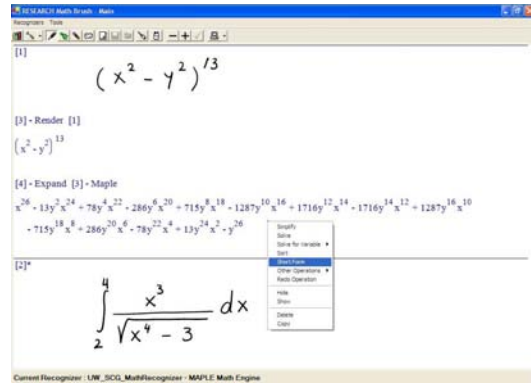 RESEARCH Math Brush - Main
Recognizers Tools
[1]
(x² - y²)¹³
[3] - Render [1]
(x² - y²)¹³
[4] - Expand [3] - Maple
x²⁶ - 13y²x²⁴ + 78y⁴x²² - 286y⁶x²⁰ + 715y⁸x¹⁸ - 1287y¹⁰x¹⁶ + 1716y¹²x¹⁴ - 1716y¹⁴x¹² + 1287y¹⁶x¹⁰
- 715y¹⁸x⁸ + 286y²⁰x⁶ - 78y²²x⁴ + 13y²⁴x² - y²⁶
Simplify
Solve
Solve for Variable
Sort
Short Form
Other Operations
Redo Operation
Hide
Show
Delete
Copy
[2]*
∫₂⁴ x³/√(x⁴ - 3) dx
Current Recognizer : UW_SCG_MathRecognizer - MAPLE Math Engine